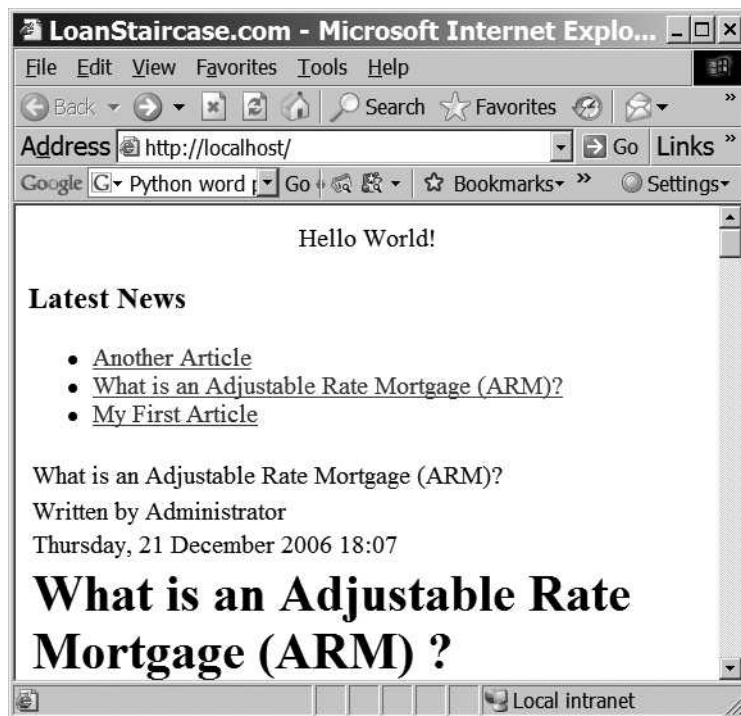 LoanStaircase.com - Microsoft Internet Explo...
File Edit View Favorites Tools Help
Back Search Favorites »
Address http://localhost/ Go Links »
Google G Python word Go Bookmarks » Settings
Hello World!
Latest News
• Another Article
• What is an Adjustable Rate Mortgage (ARM)?
• My First Article
What is an Adjustable Rate Mortgage (ARM)?
Written by Administrator
Thursday, 21 December 2006 18:07
What is an Adjustable Rate
Mortgage (ARM) ?
Local intranet